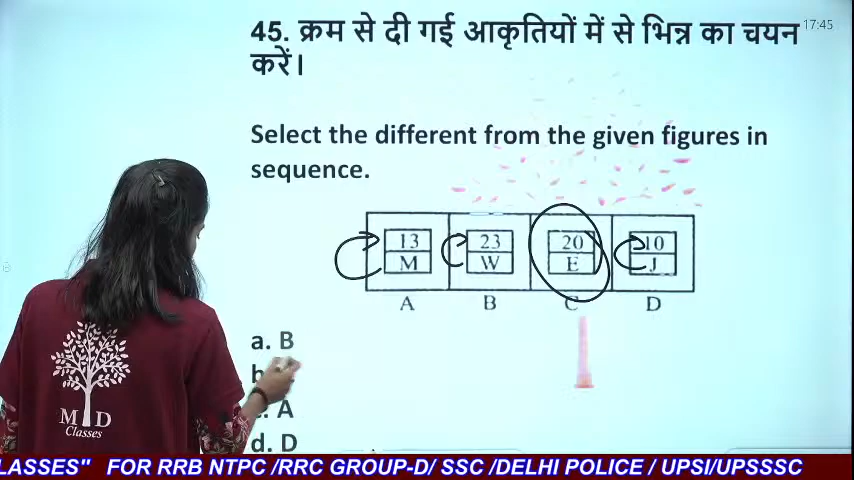 45. क्रम से दी गई आकृतियों में से भिन्न का चयन
करें।
17:45
Select the different from the given figures in
sequence.
13 23 20 10
M W E J
A B C D
a. B
b
. A
d. D
M D
Classes
LASSES" FOR RRB NTPC /RRC GROUP-D/ SSC /DELHI POLICE / UPSI/UPSSSC